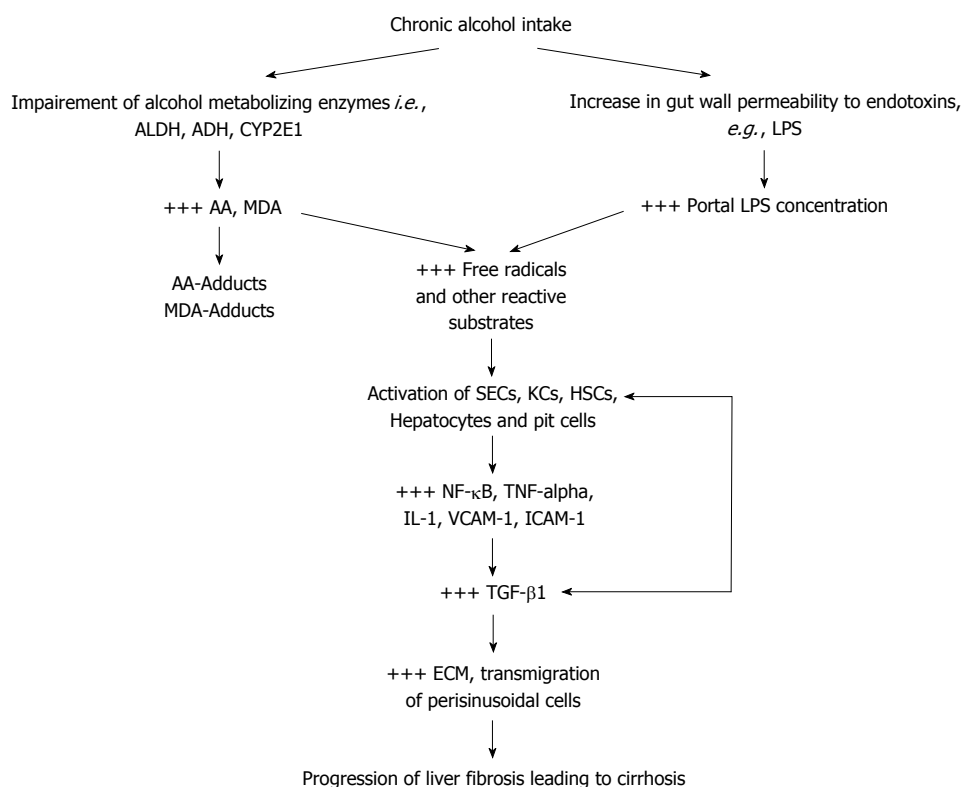 Chronic alcohol intake
Impairement of alcohol metabolizing enzymes i.e.,
ALDH, ADH, CYP2E1
Increase in gut wall permeability to endotoxins,
e.g., LPS
+++ AA, MDA
+++ Portal LPS concentration
AA-Adducts
MDA-Adducts
+++ Free radicals
and other reactive
substrates
Activation of SECs, KCs, HSCs,
Hepatocytes and pit cells
+++ NF-κB, TNF-alpha,
IL-1, VCAM-1, ICAM-1
+++ TGF-β1
+++ ECM, transmigration
of perisinusoidal cells
Progression of liver fibrosis leading to cirrhosis